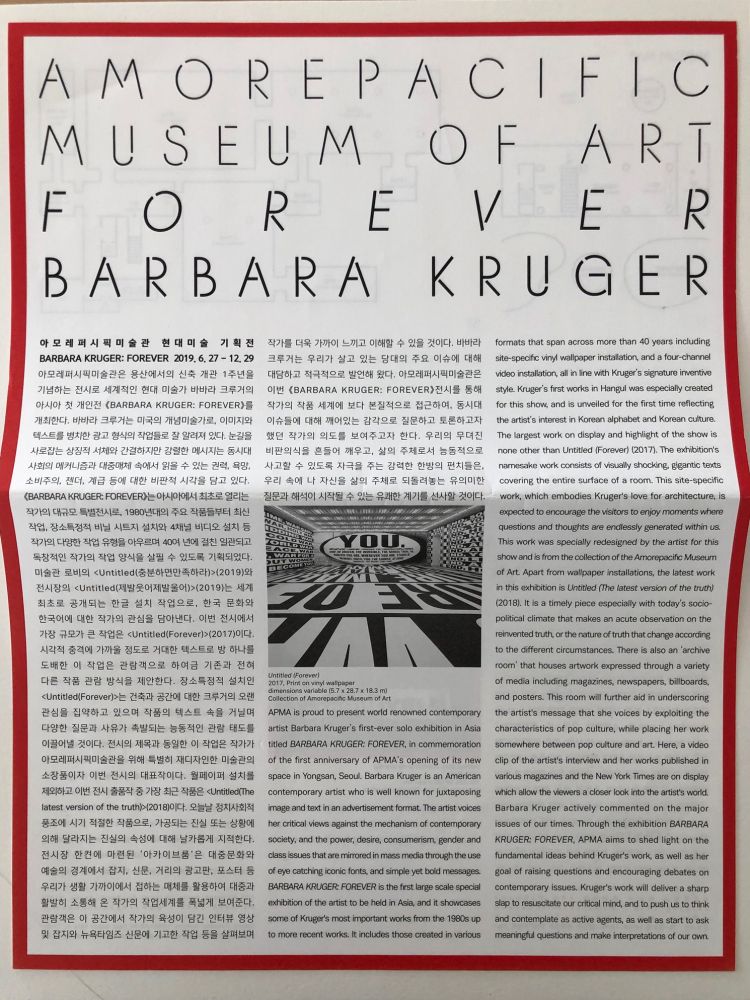 AMOREPACIFIC
MUSEUM OF ART
FOREVER
BARBARA KRUGER
아모레퍼시픽미술관 현대미술 기획전
BARBARA KRUGER: FOREVER 2019. 6. 27 – 12. 29
아모레퍼시픽미술관은 용산에서의 신축 개관 1주년을
기념하는 전시로 세계적인 현대 미술가 바바라 크루거의
아시아 첫 개인전 《BARBARA KRUGER: FOREVER》를
개최한다. 바바라 크루거는 미국의 개념미술가로, 이미지와
텍스트를 병치한 광고 형식의 작업들로 잘 알려져 있다. 눈길을
사로잡는 상징적 서체와 간결하지만 강렬한 메시지는 동시대
사회의 메커니즘과 대중매체 속에서 읽을 수 있는 권력, 욕망,
소비주의, 젠더, 계급 등에 대한 비판적 시각을 담고 있다.
《BARBARA KRUGER: FOREVER》는 아시아에서 최초로 열리는
작가의 대규모 특별전시로, 1980년대의 주요 작품들부터 최신
작업, 장소특정적 비닐 시트지 설치와 4채널 비디오 설치 등
작가의 다양한 작업 유형을 아우르며 40여 년에 걸친 일관되고
독창적인 작가의 작업 양식을 살필 수 있도록 기획되었다.
미술관 로비의 <Untitled(충분하면만족하라)>(2019)와
전시장의 <Untitled(제발웃어제발울어)>(2019)는 세계
최초로 공개되는 한글 설치 작업으로, 한국 문화와
한국어에 대한 작가의 관심을 담아낸다. 이번 전시에서
가장 규모가 큰 작업은 <Untitled(Forever)>(2017)이다.
시각적 충격에 가까울 정도로 거대한 텍스트로 방 하나를
도배한 이 작업은 관람객으로 하여금 기존과 전혀
다른 작품 관람 방식을 제안한다. 장소특정적 설치인
<Untitled(Forever)>는 건축과 공간에 대한 크루거의 오랜
관심을 집약하고 있으며 작품의 텍스트 속을 거닐며
다양한 질문과 사유가 촉발되는 능동적인 관람 태도를
이끌어낼 것이다. 전시의 제목과 동일한 이 작업은 작가가
아모레퍼시픽미술관을 위해 특별히 재디자인한 미술관의
소장품이자 이번 전시의 대표작이다. 월페이퍼 설치를
제외하고 이번 전시 출품작 중 가장 최근 작품은 <Untitled(The
latest version of the truth)>(2018)이다. 오늘날 정치사회적
풍조에 시기 적절한 작품으로, 가공되는 진실 또는 상황에
의해 달라지는 진실의 속성에 대해 날카롭게 지적한다.
전시장 한켠에 마련된 '아카이브룸'은 대중문화와
예술의 경계에서 잡지, 신문, 거리의 광고판, 포스터 등
우리가 생활 가까이에서 접하는 매체를 활용하여 대중과
활발히 소통해 온 작가의 작업세계를 폭넓게 보여준다.
관람객은 이 공간에서 작가의 육성이 담긴 인터뷰 영상
및 잡지와 뉴욕타임즈 신문에 기고한 작업 등을 살펴보며
작가를 더욱 가까이 느끼고 이해할 수 있을 것이다. 바바라
크루거는 우리가 살고 있는 당대의 주요 이슈에 대해
대담하고 적극적으로 발언해 왔다. 아모레퍼시픽미술관은
이번 《BARBARA KRUGER: FOREVER》전시를 통해
작가의 작품 세계에 보다 본질적으로 접근하여, 동시대
이슈들에 대해 깨어있는 감각으로 질문하고 토론하고자
했던 작가의 의도를 보여주고자 한다. 우리의 무뎌진
비판의식을 흔들어 깨우고, 삶의 주체로서 능동적으로
사고할 수 있도록 자극을 주는 강력한 한방의 펀치들은,
우리 속에 나 자신을 삶의 주체로 되돌려놓는 유의미한
질문과 해석이 시작될 수 있는 유쾌한 계기를 선사할 것이다.
YOU.
Untitled (Forever)
2017, Print on vinyl wallpaper
dimensions variable (5.7 x 28.7 x 18.3 m)
Collection of Amorepacific Museum of Art
APMA is proud to present world renowned contemporary
artist Barbara Kruger's first-ever solo exhibition in Asia
titled BARBARA KRUGER: FOREVER, in commemoration
of the first anniversary of APMA's opening of its new
space in Yongsan, Seoul. Barbara Kruger is an American
contemporary artist who is well known for juxtaposing
image and text in an advertisement format. The artist voices
her critical views against the mechanism of contemporary
society, and the power, desire, consumerism, gender and
class issues that are mirrored in mass media through the use
of eye catching iconic fonts, and simple yet bold messages.
BARBARA KRUGER: FOREVER is the first large scale special
exhibition of the artist to be held in Asia, and it showcases
some of Kruger's most important works from the 1980s up
to more recent works. It includes those created in various
formats that span across more than 40 years including
site-specific vinyl wallpaper installation, and a four-channel
video installation, all in line with Kruger's signature inventive
style. Kruger's first works in Hangul was especially created
for this show, and is unveiled for the first time reflecting
the artist's interest in Korean alphabet and Korean culture.
The largest work on display and highlight of the show is
none other than Untitled (Forever) (2017). The exhibition's
namesake work consists of visually shocking, gigantic texts
covering the entire surface of a room. This site-specific
work, which embodies Kruger's love for architecture, is
expected to encourage the visitors to enjoy moments where
questions and thoughts are endlessly generated within us.
This work was specially redesigned by the artist for this
show and is from the collection of the Amorepacific Museum
of Art. Apart from wallpaper installations, the latest work
in this exhibition is Untitled (The latest version of the truth)
(2018). It is a timely piece especially with today's socio-
political climate that makes an acute observation on the
reinvented truth, or the nature of truth that change according
to the different circumstances. There is also an 'archive
room' that houses artwork expressed through a variety
of media including magazines, newspapers, billboards,
and posters. This room will further aid in underscoring
the artist's message that she voices by exploiting the
characteristics of pop culture, while placing her work
somewhere between pop culture and art. Here, a video
clip of the artist's interview and her works published in
various magazines and the New York Times are on display
which allow the viewers a closer look into the artist's world.
Barbara Kruger actively commented on the major
issues of our times. Through the exhibition BARBARA
KRUGER: FOREVER, APMA aims to shed light on the
fundamental ideas behind Kruger's work, as well as her
goal of raising questions and encouraging debates on
contemporary issues. Kruger's work will deliver a sharp
slap to resuscitate our critical mind, and to push us to think
and contemplate as active agents, as well as start to ask
meaningful questions and make interpretations of our own.